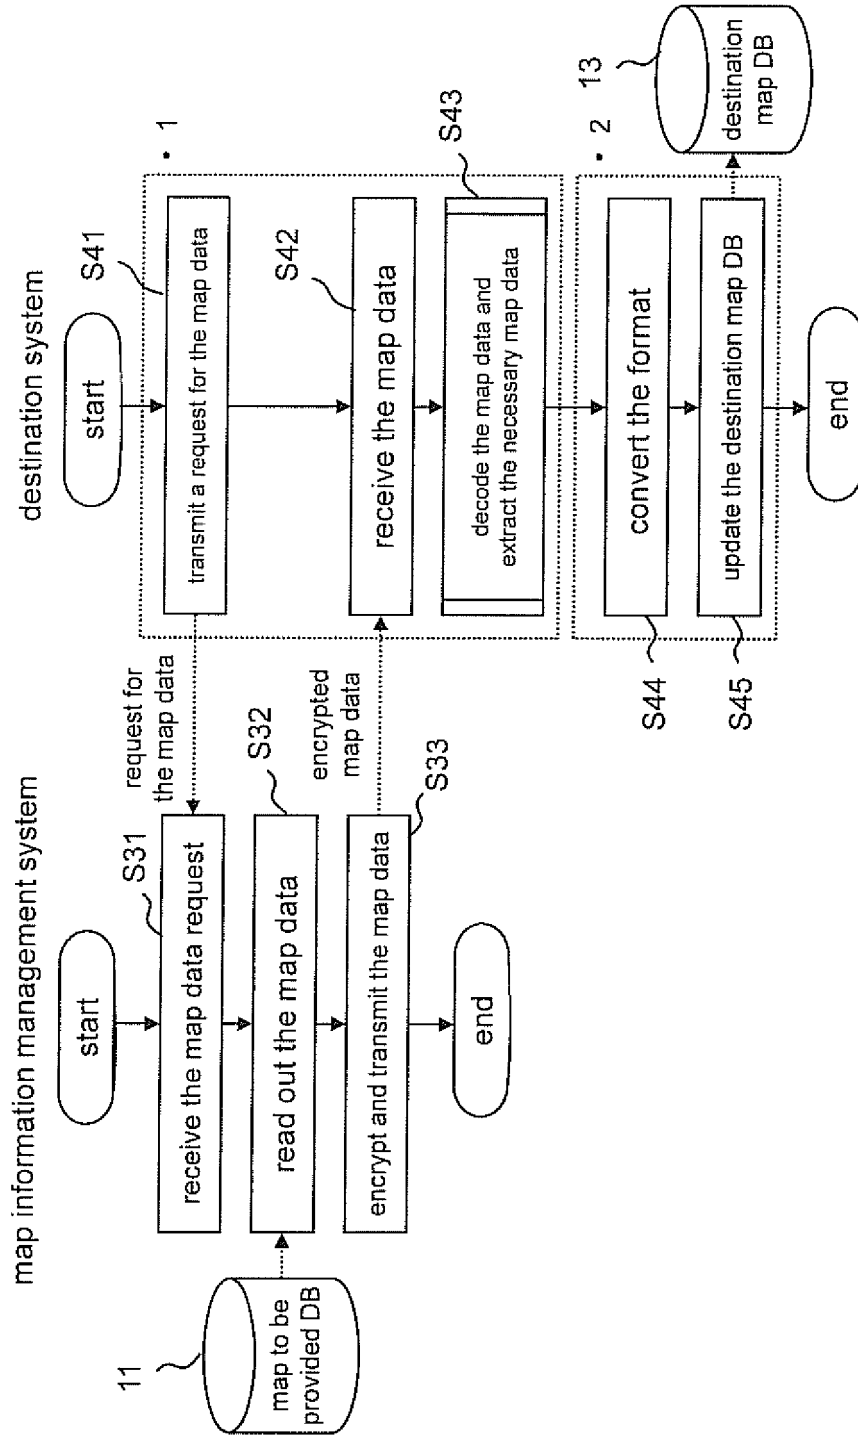 map information management system
start
S31
receive the map data request
S32
read out the map data
S33
encrypt and transmit the map data
end
11
map to be
provided DB
request for
the map data
encrypted
map data
destination system
start
S41
transmit a request for the map data
· 1
S42
receive the map data
S43
decode the map data and
extract the necessary map data
· 2
S44
convert the format
S45
update the destination map DB
13
destination
map DB
end